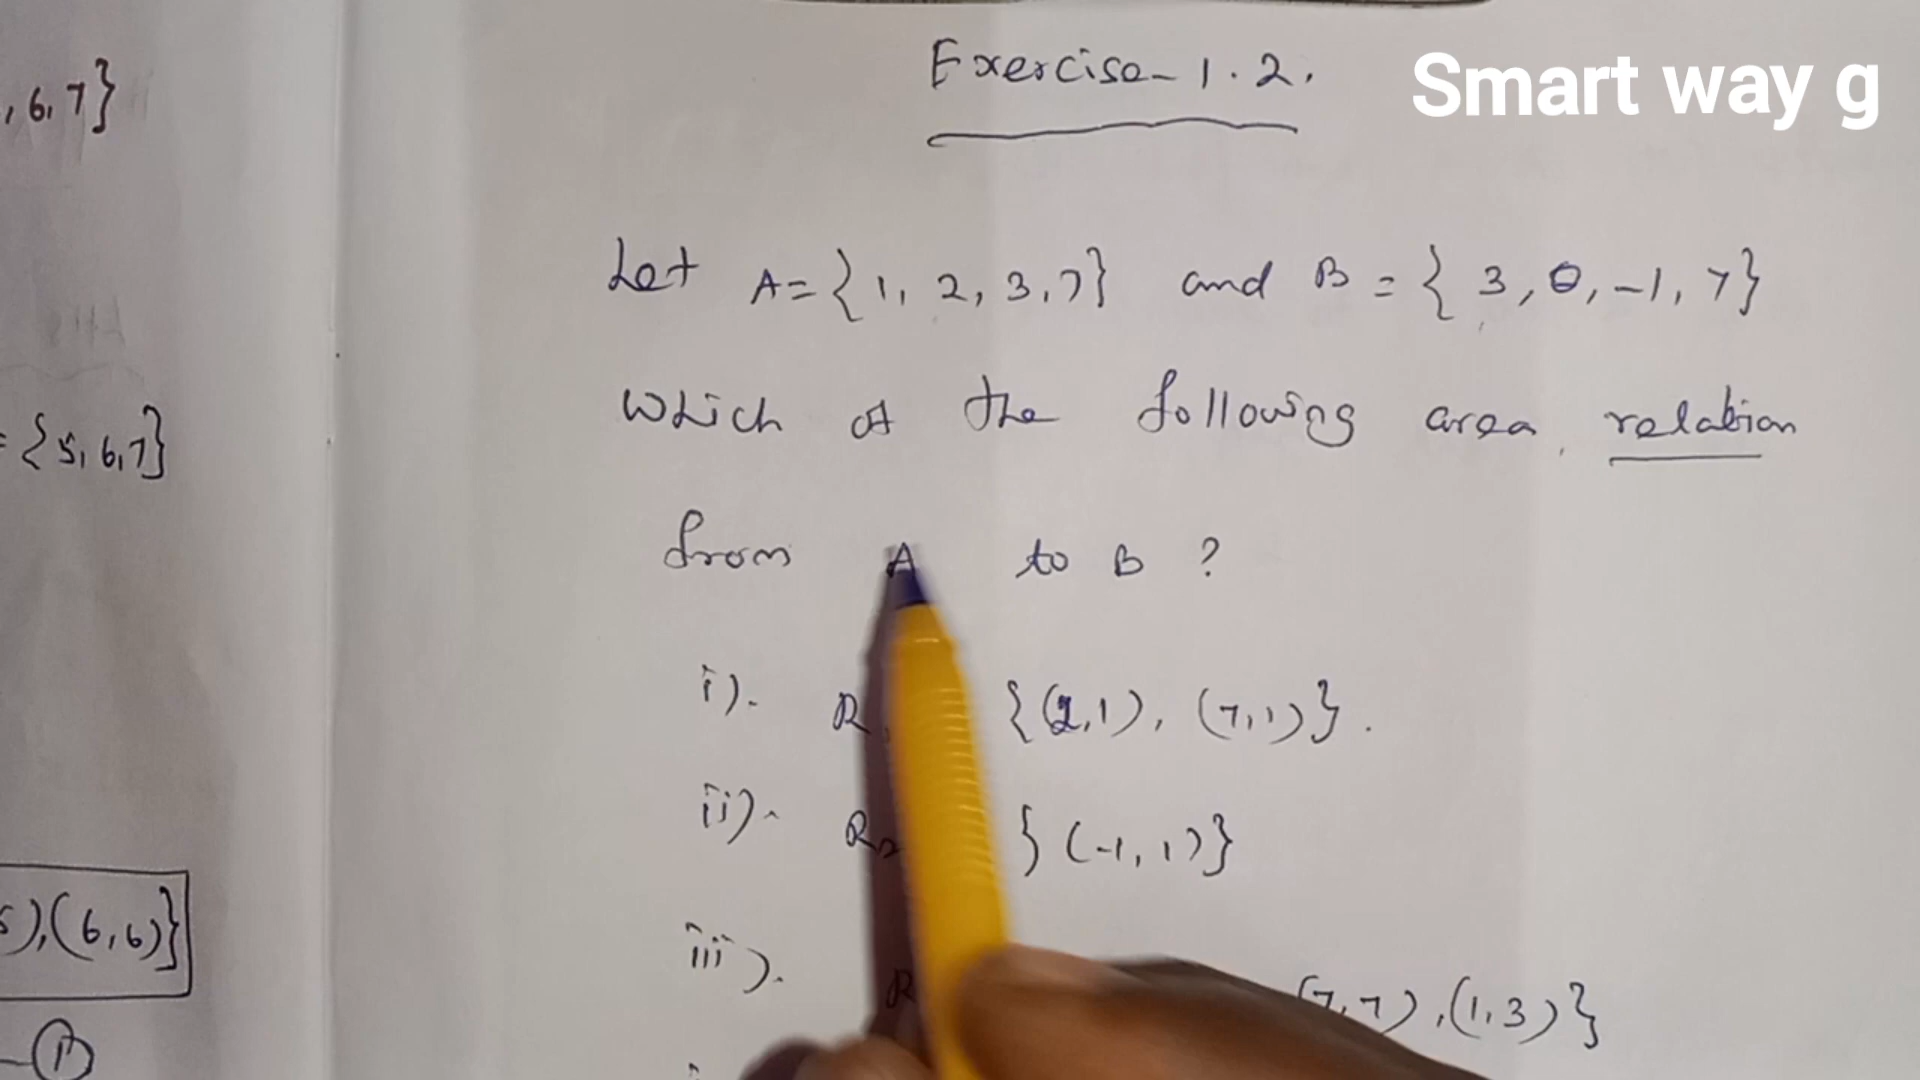 , 6, 7}
= {5, 6, 7}
), (6, 6)}
Exercise - 1.2.
Smart way g
Let A = {1, 2, 3, 7} and B = {3, 0, -1, 7}
Which of the following area relation
from A to B ?
i). R {(2,1), (7,1)}.
ii). R2 {(-1, 1)}
iii). R (7,7), (1,3)}